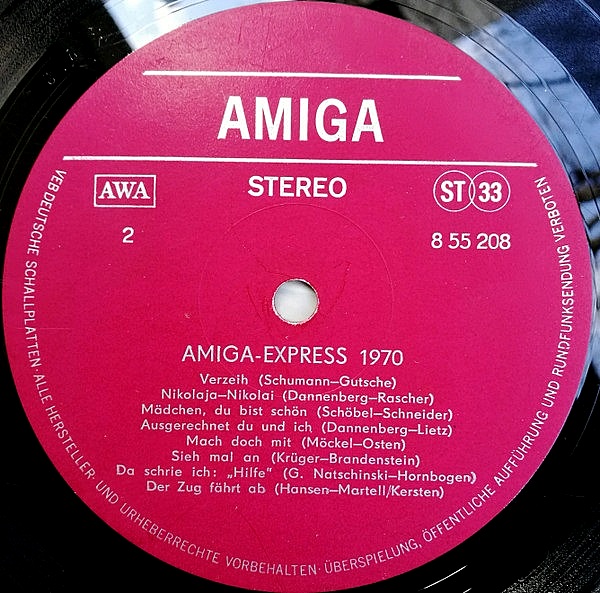 AMIGA
AWA
STEREO
ST 33
2
8 55 208
AMIGA-EXPRESS 1970
Verzeih (Schumann—Gutsche)
Nikolaja—Nikolai (Dannenberg—Rascher)
Mädchen, du bist schön (Schöbel—Schneider)
Ausgerechnet du und ich (Dannenberg—Lietz)
Mach doch mit (Möckel—Osten)
Sieh mal an (Krüger—Brandenstein)
Da schrie ich: „Hilfe" (G. Natschinski—Hornbogen)
Der Zug fährt ab (Hansen—Martell/Kersten)
VEB DEUTSCHE SCHALLPLATTEN · ALLE HERSTELLER- UND URHEBERRECHTE VORBEHALTEN · ÜBERSPIELUNG, ÖFFENTLICHE AUFFÜHRUNG UND RUNDFUNKSENDUNG VERBOTEN